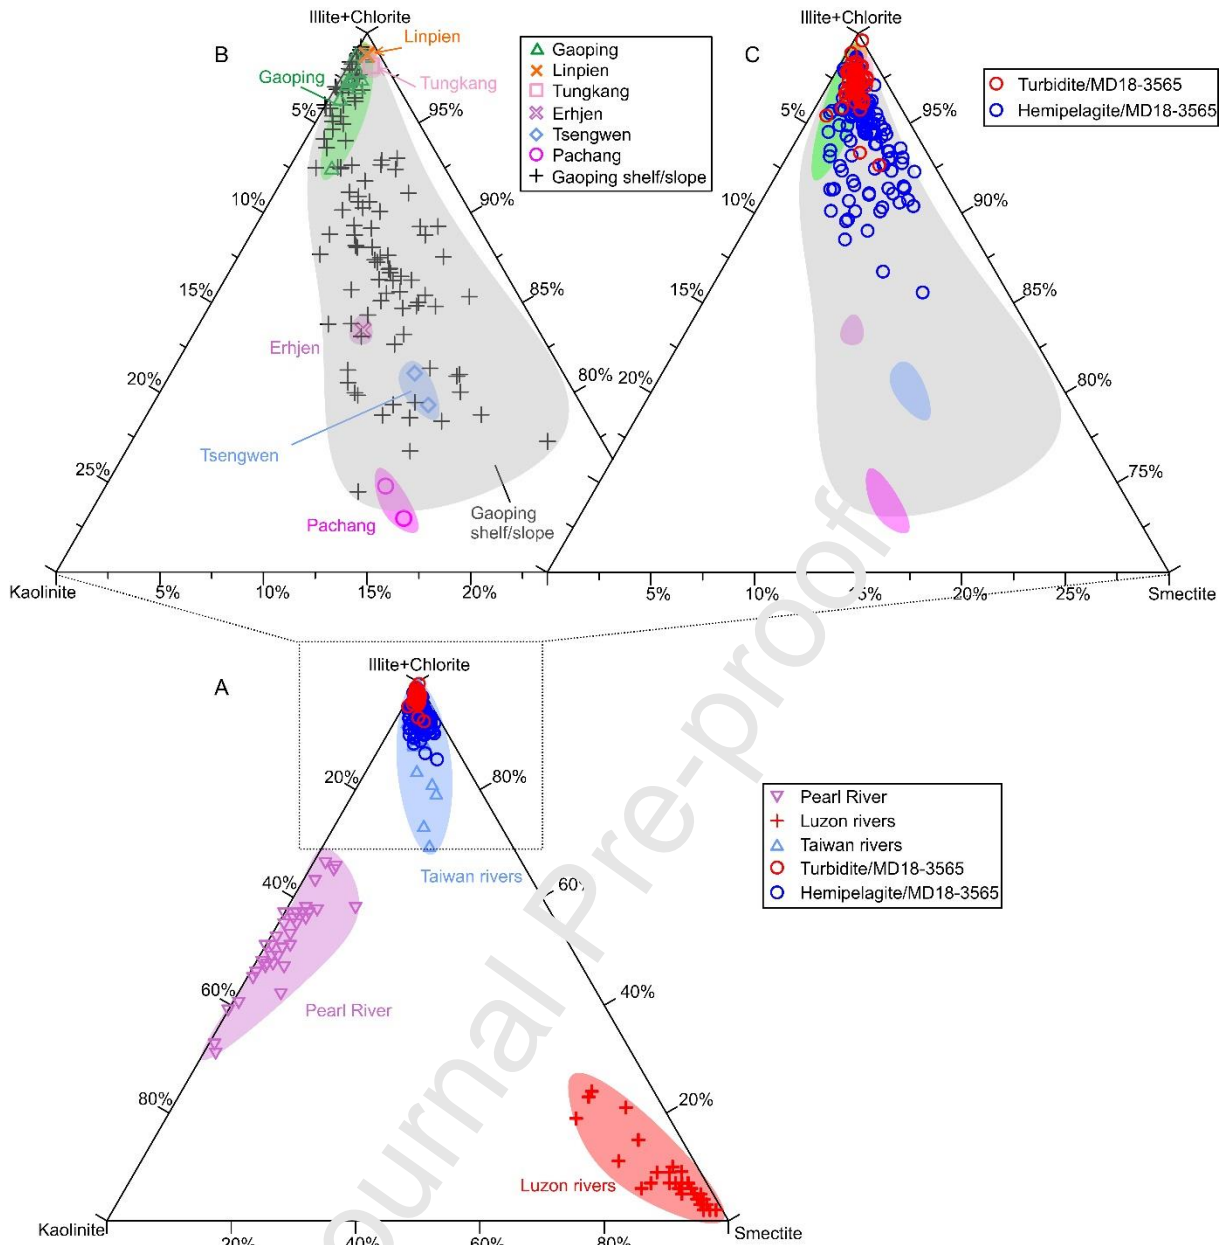 Illite+Chlorite
B
Linpien
Gaoping
Tungkang
5%
95%
10%
90%
15%
85%
Erhjen
20%
80%
Tsengwen
25%
Pachang
Gaoping
shelf/slope
Kaolinite
5%
10%
15%
20%
Gaoping
Linpien
Tungkang
Erhjen
Tsengwen
Pachang
Gaoping shelf/slope
Illite+Chlorite
C
5%
95%
10%
90%
15%
85%
20%
80%
75%
5%
10%
15%
20%
25%
Smectite
Turbidite/MD18-3565
Hemipelagite/MD18-3565
Illite+Chlorite
A
20%
80%
Taiwan rivers
40%
60%
60%
40%
Pearl River
80%
20%
Luzon rivers
Kaolinite
Smectite
20%
40%
60%
80%
Pearl River
Luzon rivers
Taiwan rivers
Turbidite/MD18-3565
Hemipelagite/MD18-3565
ournal Pre-proof